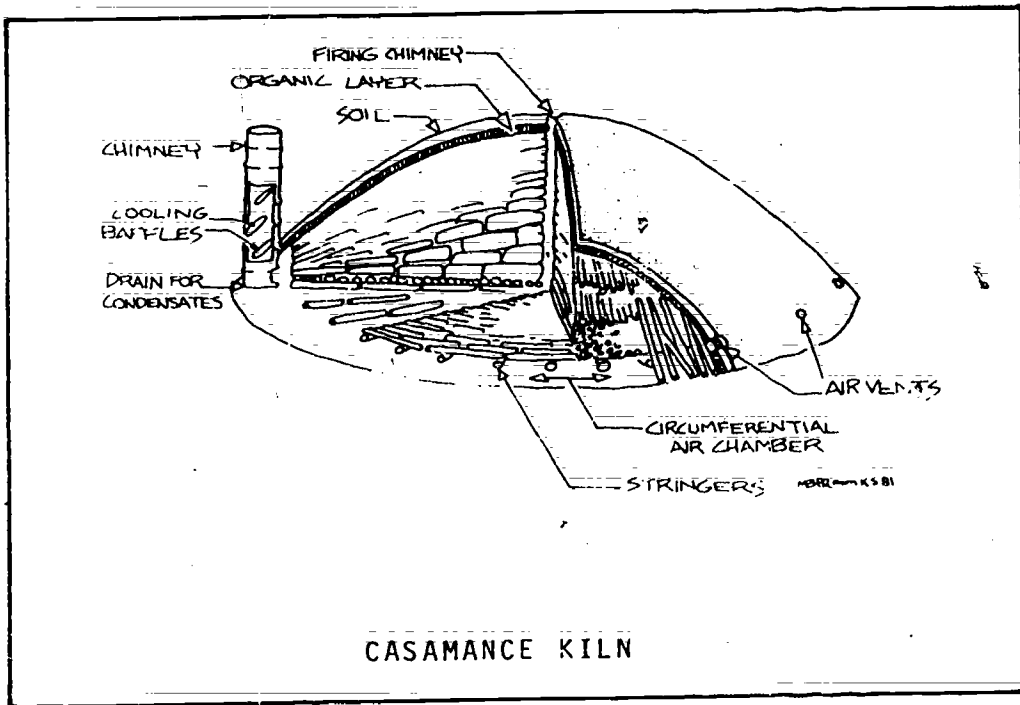 FIRING CHIMNEY
ORGANIC LAYER
SOIL
CHIMNEY
COOLING
BAFFLES
DRAIN FOR
CONDENSATES
AIR VENTS
CIRCUMFERENTIAL
AIR CHAMBER
STRINGERS
CASAMANCE KILN